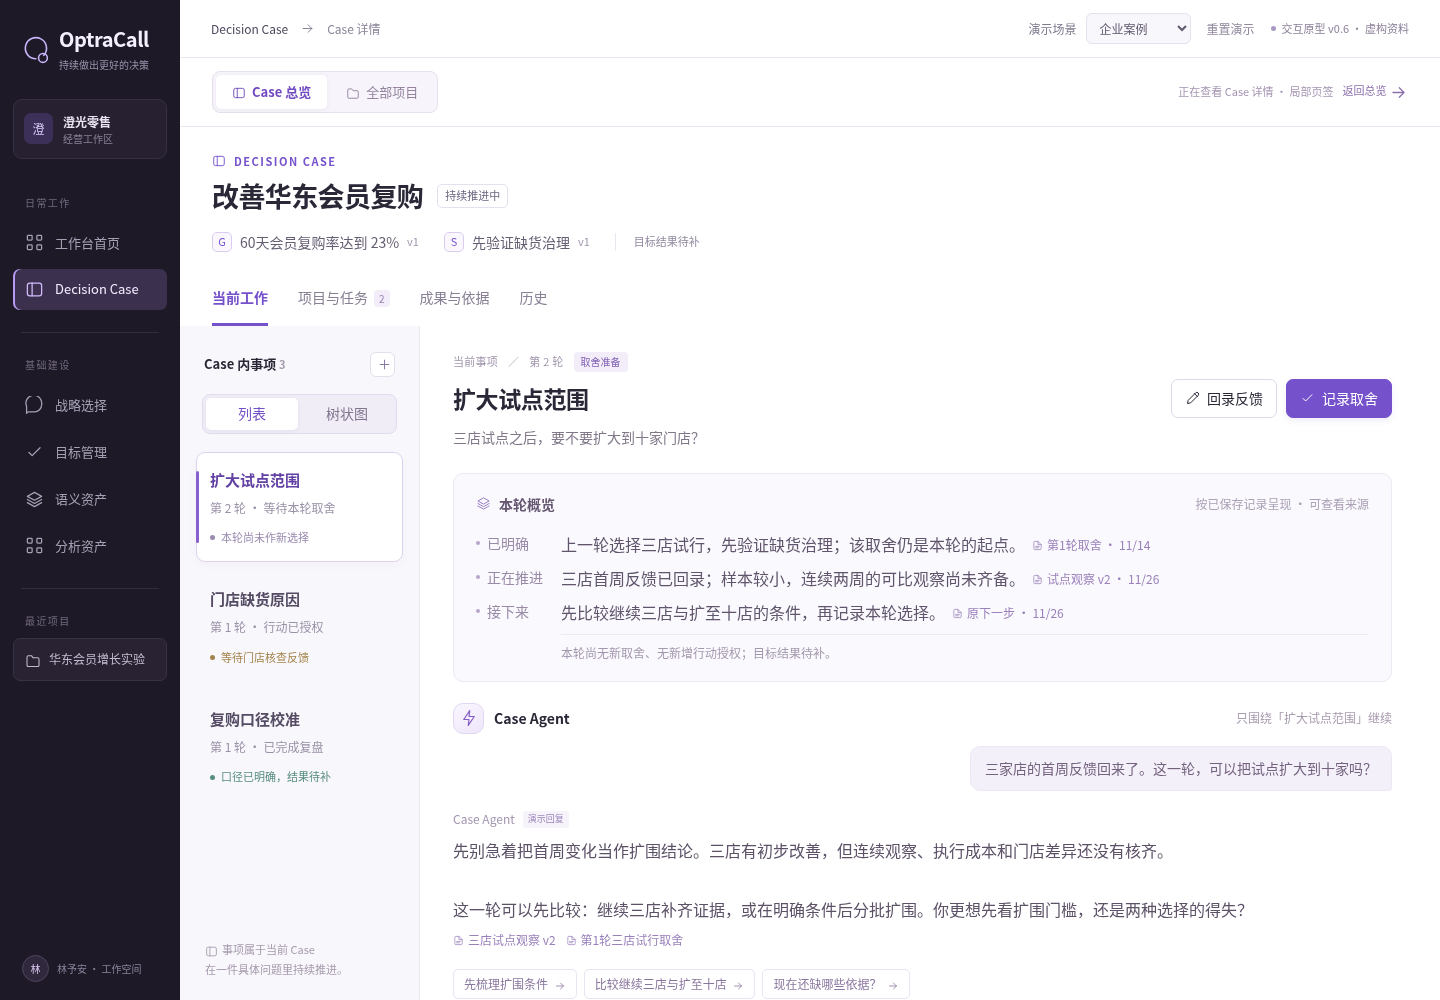 OptraCall
持续做出更好的决策
澄
澄光零售
经营工作区
日常工作
工作台首页
Decision Case
基础建设
战略选择
目标管理
语义资产
分析资产
最近项目
华东会员增长实验
林
林予安 · 工作空间
Decision Case → Case 详情
演示场景 企业案例 重置演示 交互原型 v0.6 · 虚构资料
Case 总览 全部项目
正在查看 Case 详情 · 局部页签 返回总览 →
DECISION CASE
改善华东会员复购 持续推进中
G 60天会员复购率达到 23% v1 S 先验证缺货治理 v1 目标结果待补
当前工作 项目与任务 2 成果与依据 历史
Case 内事项 3 +
列表 树状图
扩大试点范围
第 2 轮 · 等待本轮取舍
本轮尚未作新选择
门店缺货原因
第 1 轮 · 行动已授权
等待门店核查反馈
复购口径校准
第 1 轮 · 已完成复盘
口径已明确，结果待补
事项属于当前 Case
在一件具体问题里持续推进。
当前事项 ／ 第 2 轮 取舍准备
扩大试点范围
回录反馈 记录取舍
三店试点之后，要不要扩大到十家门店？
本轮概览 按已保存记录呈现 · 可查看来源
已明确 上一轮选择三店试行，先验证缺货治理；该取舍仍是本轮的起点。 第1轮取舍 · 11/14
正在推进 三店首周反馈已回录；样本较小，连续两周的可比观察尚未齐备。 试点观察 v2 · 11/26
接下来 先比较继续三店与扩至十店的条件，再记录本轮选择。 原下一步 · 11/26
本轮尚无新取舍、无新增行动授权；目标结果待补。
Case Agent 只围绕「扩大试点范围」继续
三家店的首周反馈回来了。这一轮，可以把试点扩大到十家吗？
Case Agent 演示回复
先别急着把首周变化当作扩围结论。三店有初步改善，但连续观察、执行成本和门店差异还没有核齐。
这一轮可以先比较：继续三店补齐证据，或在明确条件后分批扩围。你更想先看扩围门槛，还是两种选择的得失？
三店试点观察 v2 第1轮三店试行取舍
先梳理扩围条件 → 比较继续三店与扩至十店 → 现在还缺哪些依据？ →